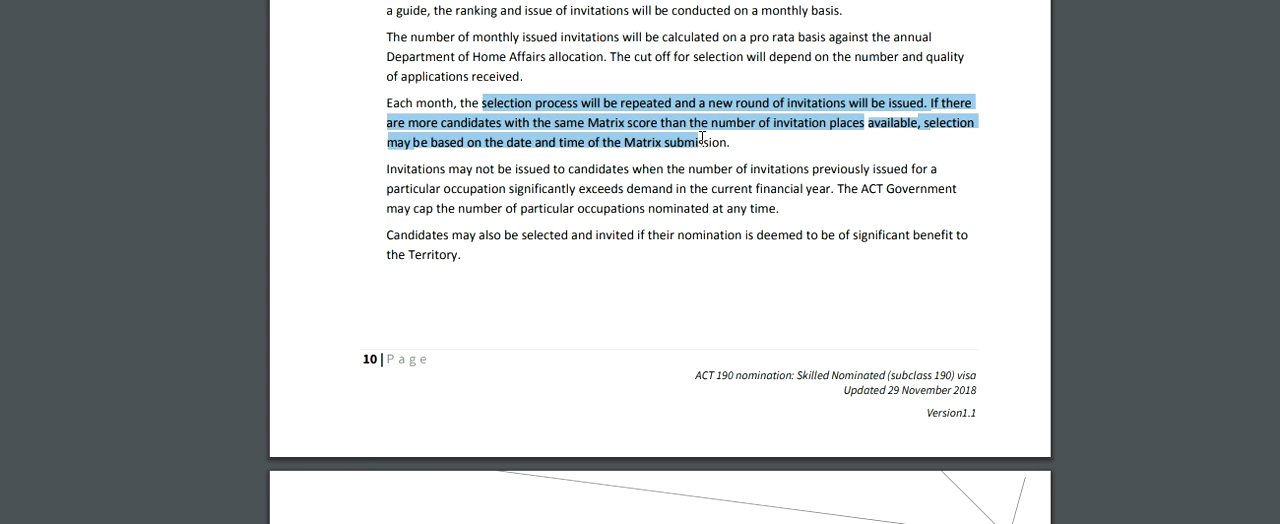 a guide, the ranking and issue of invitations will be conducted on a monthly basis.
The number of monthly issued invitations will be calculated on a pro rata basis against the annual
Department of Home Affairs allocation. The cut off for selection will depend on the number and quality
of applications received.
Each month, the selection process will be repeated and a new round of invitations will be issued. If there
are more candidates with the same Matrix score than the number of invitation places available, selection
may be based on the date and time of the Matrix submission.
Invitations may not be issued to candidates when the number of invitations previously issued for a
particular occupation significantly exceeds demand in the current financial year. The ACT Government
may cap the number of particular occupations nominated at any time.
Candidates may also be selected and invited if their nomination is deemed to be of significant benefit to
the Territory.
10 | Page
ACT 190 nomination: Skilled Nominated (subclass 190) visa
Updated 29 November 2018
Version1.1